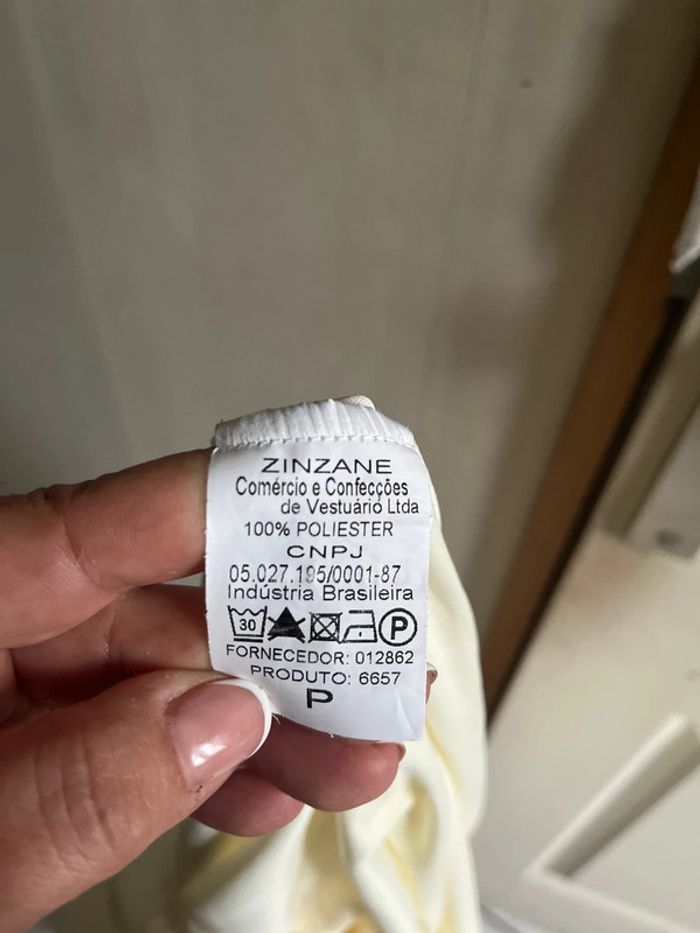 ZINZANE
Comércio e Confecções
de Vestuário Ltda
100% POLIESTER
CNPJ
05.027.195/0001-87
Indústria Brasileira
30 P
FORNECEDOR: 012862
PRODUTO: 6657
P